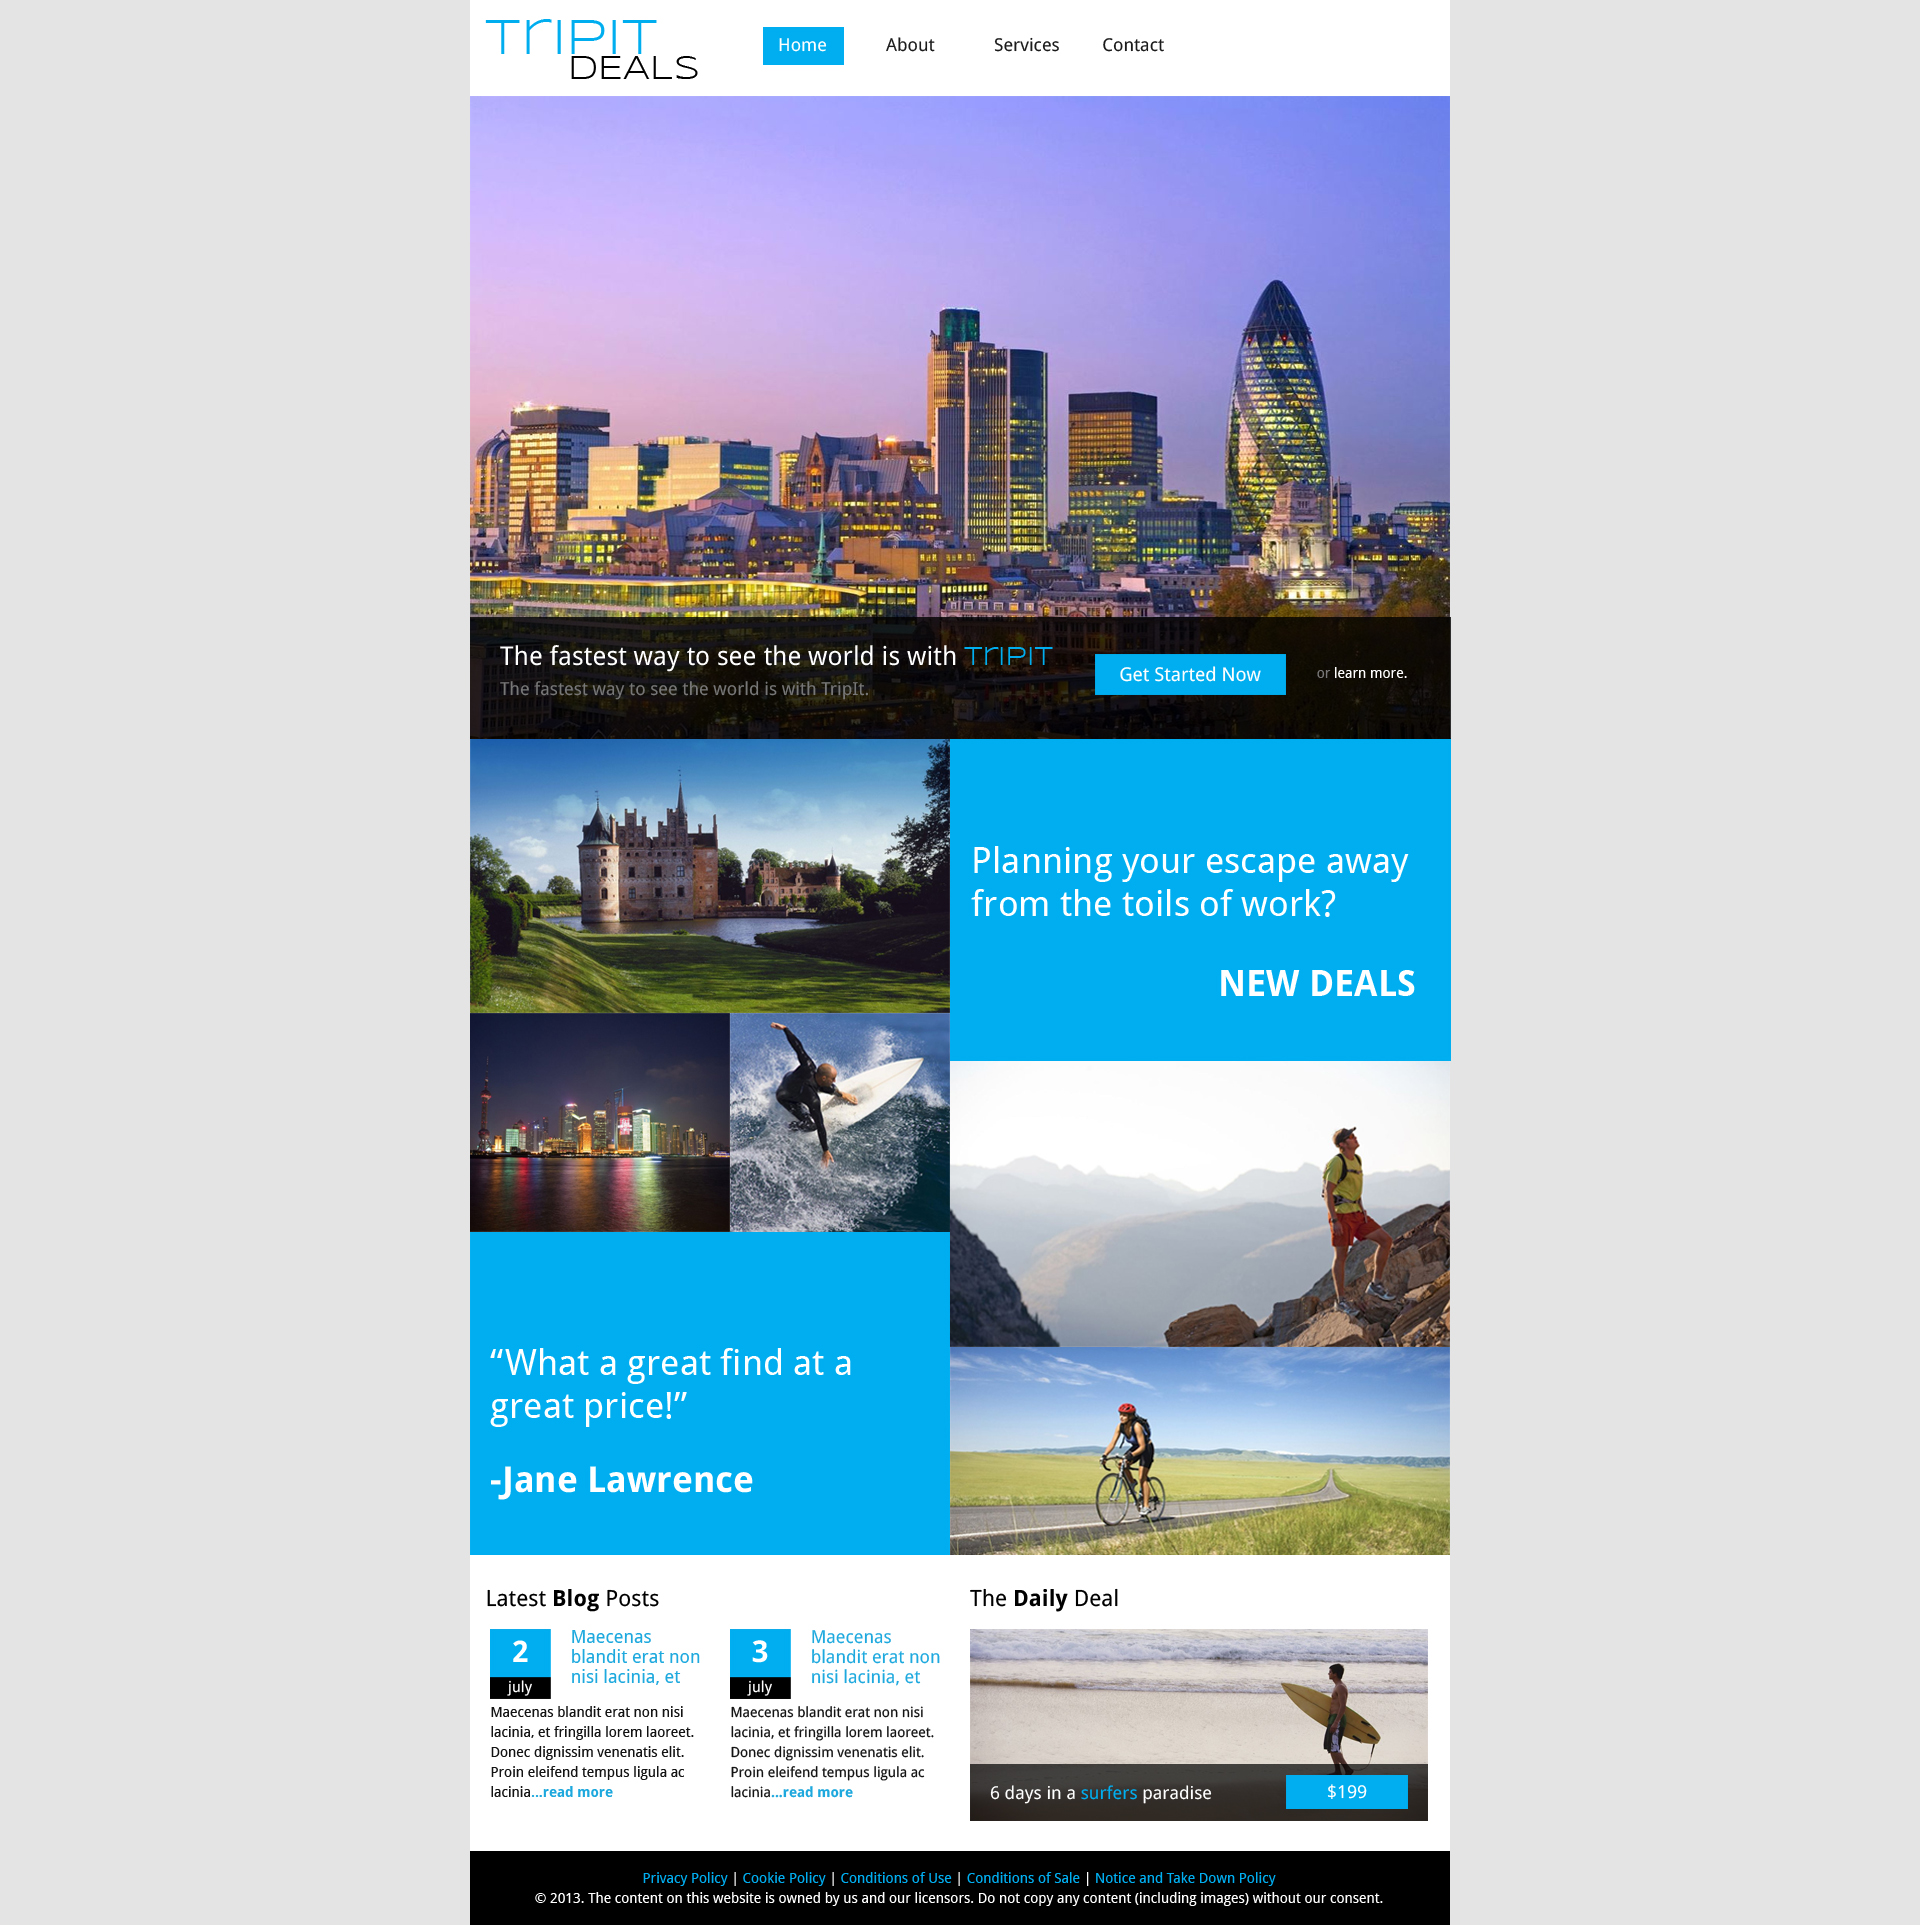 TripIT
DEALS
Home About Services Contact
The fastest way to see the world is with TripIT
The fastest way to see the world is with TripIt.
Get Started Now
or learn more.
Planning your escape away
from the toils of work?
NEW DEALS
“What a great find at a
great price!”
-Jane Lawrence
Latest Blog Posts
2
july
Maecenas
blandit erat non
nisi lacinia, et
Maecenas blandit erat non nisi
lacinia, et fringilla lorem laoreet.
Donec dignissim venenatis elit.
Proin eleifend tempus ligula ac
lacinia...read more
3
july
Maecenas
blandit erat non
nisi lacinia, et
Maecenas blandit erat non nisi
lacinia, et fringilla lorem laoreet.
Donec dignissim venenatis elit.
Proin eleifend tempus ligula ac
lacinia...read more
The Daily Deal
6 days in a surfers paradise
$199
Privacy Policy | Cookie Policy | Conditions of Use | Conditions of Sale | Notice and Take Down Policy
© 2013. The content on this website is owned by us and our licensors. Do not copy any content (including images) without our consent.